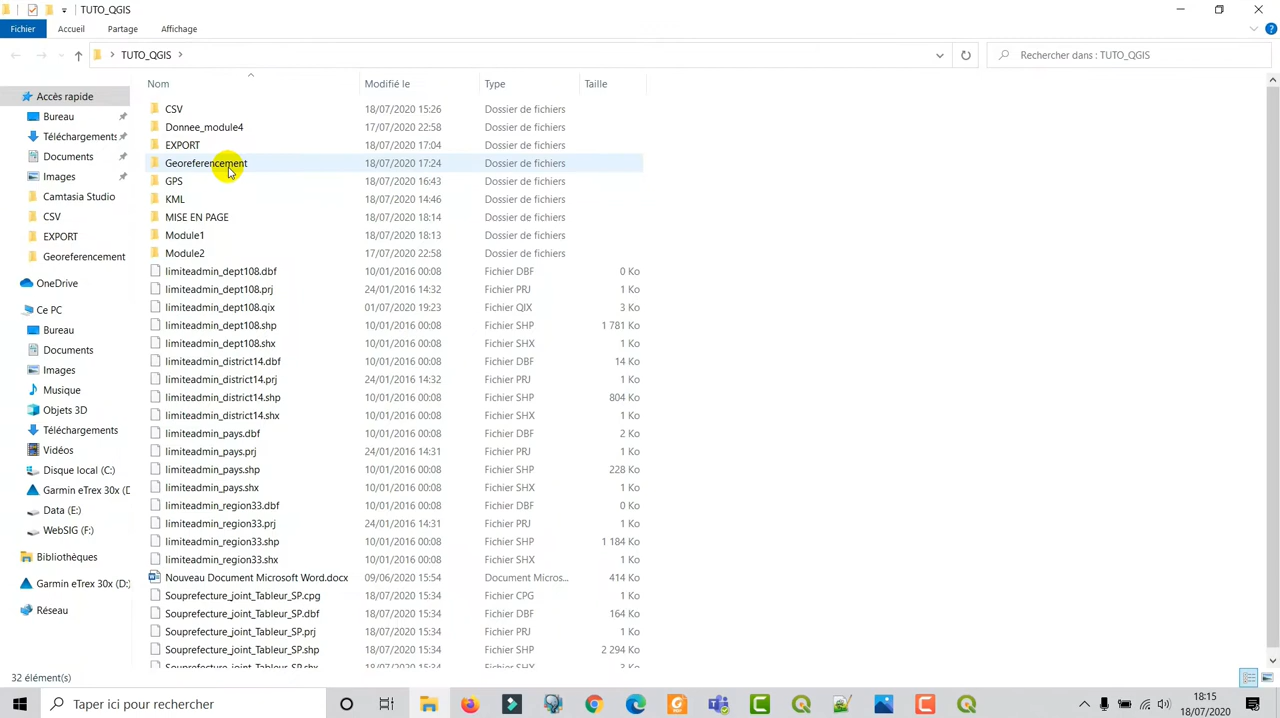 TUTO_QGIS
Fichier Accueil Partage Affichage
TUTO_QGIS
Rechercher dans : TUTO_QGIS
Nom Modifié le Type Taille
Accès rapide
Bureau
Téléchargements
Documents
Images
Camtasia Studio
CSV
EXPORT
Georeferencement
OneDrive
Ce PC
Bureau
Documents
Images
Musique
Objets 3D
Téléchargements
Vidéos
Disque local (C:)
Garmin eTrex 30x (D
Data (E:)
WebSIG (F:)
Bibliothèques
Garmin eTrex 30x (D:)
Réseau
CSV 18/07/2020 15:26 Dossier de fichiers
Donnee_module4 17/07/2020 22:58 Dossier de fichiers
EXPORT 18/07/2020 17:04 Dossier de fichiers
Georeferencement 18/07/2020 17:24 Dossier de fichiers
GPS 18/07/2020 16:43 Dossier de fichiers
KML 18/07/2020 14:46 Dossier de fichiers
MISE EN PAGE 18/07/2020 18:14 Dossier de fichiers
Module1 18/07/2020 18:13 Dossier de fichiers
Module2 17/07/2020 22:58 Dossier de fichiers
limiteadmin_dept108.dbf 10/01/2016 00:08 Fichier DBF 0 Ko
limiteadmin_dept108.prj 24/01/2016 14:32 Fichier PRJ 1 Ko
limiteadmin_dept108.qix 01/07/2020 19:23 Fichier QIX 3 Ko
limiteadmin_dept108.shp 10/01/2016 00:08 Fichier SHP 1 781 Ko
limiteadmin_dept108.shx 10/01/2016 00:08 Fichier SHX 1 Ko
limiteadmin_district14.dbf 10/01/2016 00:08 Fichier DBF 14 Ko
limiteadmin_district14.prj 24/01/2016 14:32 Fichier PRJ 1 Ko
limiteadmin_district14.shp 10/01/2016 00:08 Fichier SHP 804 Ko
limiteadmin_district14.shx 10/01/2016 00:08 Fichier SHX 1 Ko
limiteadmin_pays.dbf 10/01/2016 00:08 Fichier DBF 2 Ko
limiteadmin_pays.prj 24/01/2016 14:31 Fichier PRJ 1 Ko
limiteadmin_pays.shp 10/01/2016 00:08 Fichier SHP 228 Ko
limiteadmin_pays.shx 10/01/2016 00:08 Fichier SHX 1 Ko
limiteadmin_region33.dbf 10/01/2016 00:08 Fichier DBF 0 Ko
limiteadmin_region33.prj 24/01/2016 14:31 Fichier PRJ 1 Ko
limiteadmin_region33.shp 10/01/2016 00:08 Fichier SHP 1 184 Ko
limiteadmin_region33.shx 10/01/2016 00:08 Fichier SHX 1 Ko
Nouveau Document Microsoft Word.docx 09/06/2020 15:54 Document Micros... 414 Ko
Souprefecture_joint_Tableur_SP.cpg 18/07/2020 15:34 Fichier CPG 1 Ko
Souprefecture_joint_Tableur_SP.dbf 18/07/2020 15:34 Fichier DBF 164 Ko
Souprefecture_joint_Tableur_SP.prj 18/07/2020 15:34 Fichier PRJ 1 Ko
Souprefecture_joint_Tableur_SP.shp 18/07/2020 15:34 Fichier SHP 2 294 Ko
Souprefecture_joint_Tableur_SP.shx 18/07/2020 15:34 Fichier SHX 3 Ko
32 élément(s)
Taper ici pour rechercher
18:15
18/07/2020